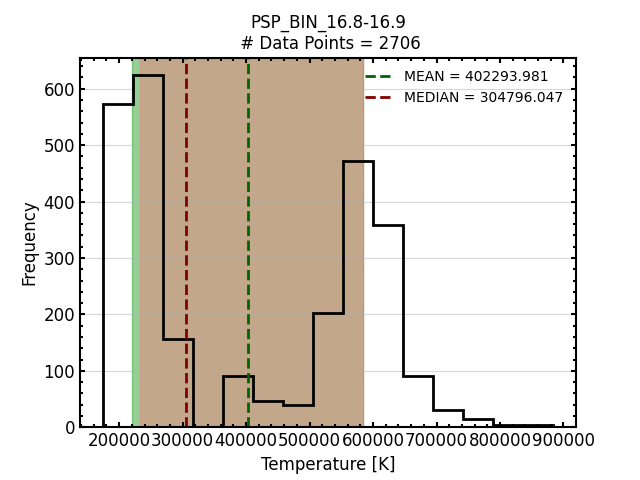 PSP_BIN_16.8-16.9
# Data Points = 2706
MEAN = 402293.981
MEDIAN = 304796.047
600
500
400
300
200
100
0
Frequency
200000 300000 400000 500000 600000 700000 800000 900000
Temperature [K]